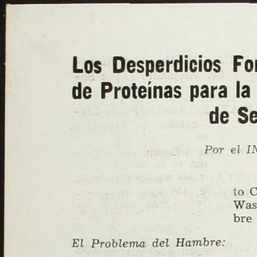 Los Desperdicios For
de Proteínas para la
de Se
Por el IN
to C
Was
bre
El Problema del Hambre: